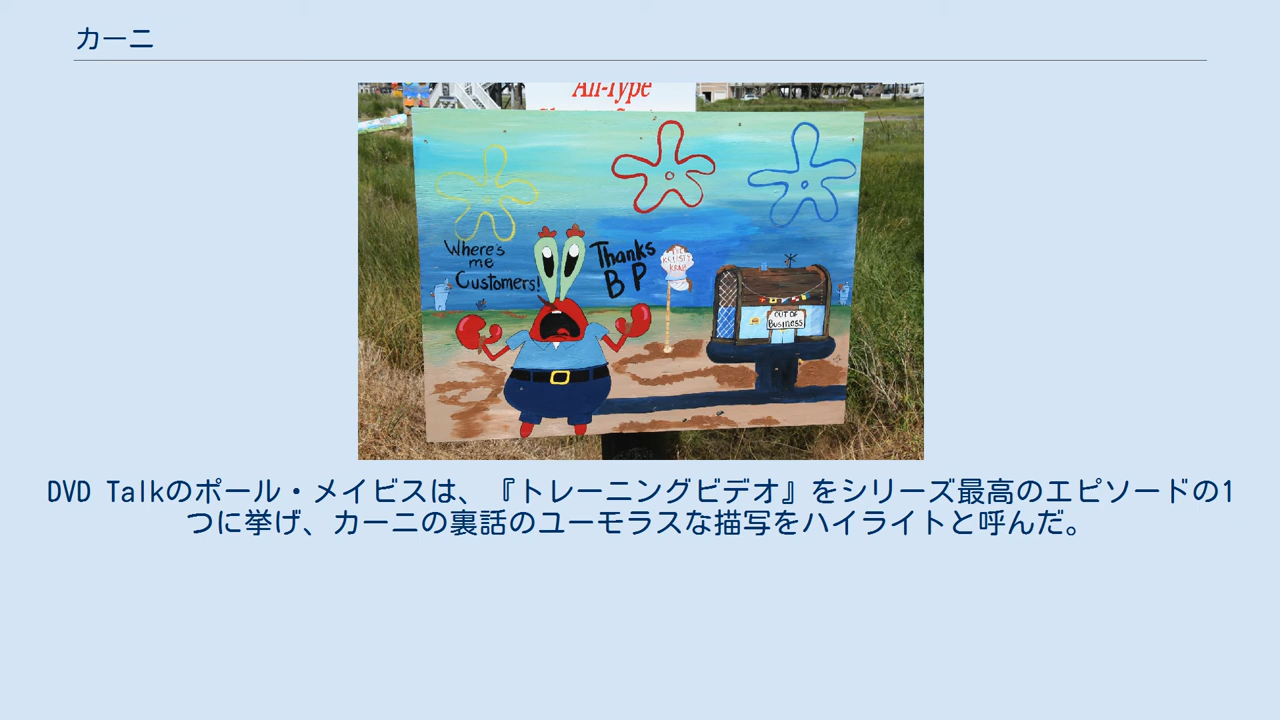 カーニ
All-Type
Where's
me
Customers!
Thanks
BP
THE
KRUSTY
KRAB
OUT OF
Business
DVD Talkのポール・メイビスは、『トレーニングビデオ』をシリーズ最高のエピソードの1
つに挙げ、カーニの裏話のユーモラスな描写をハイライトと呼んだ。